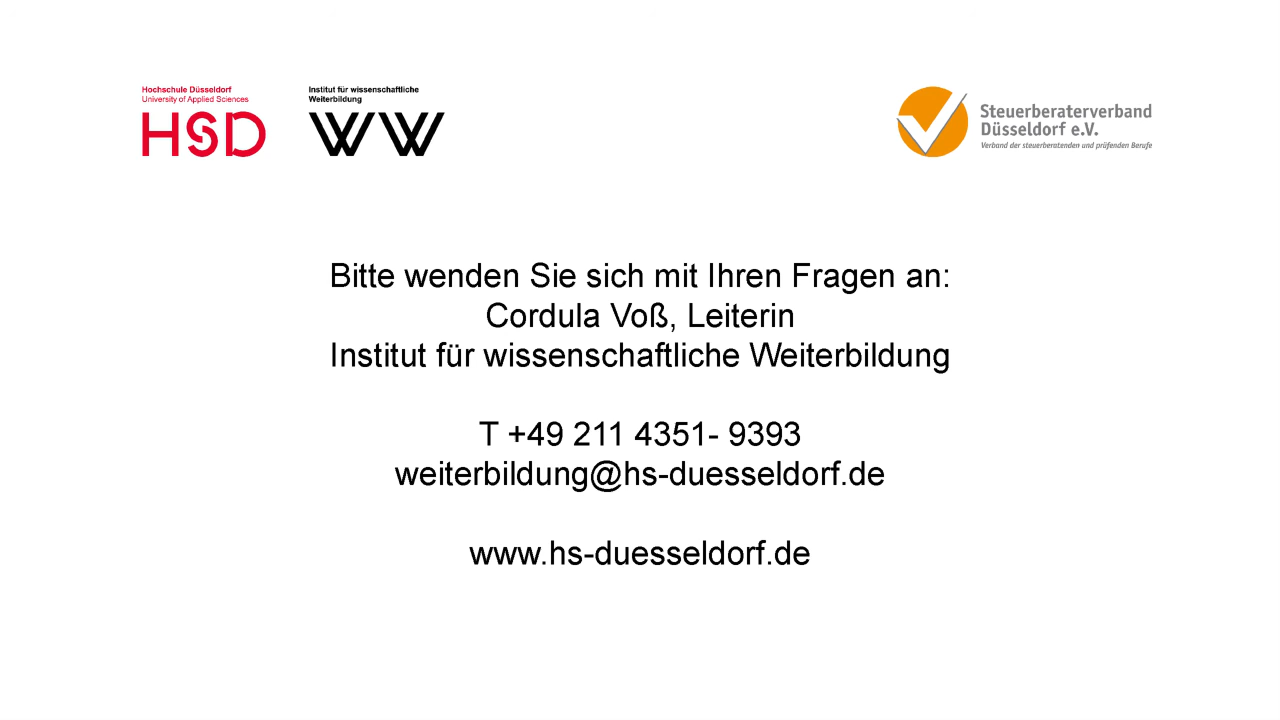 Hochschule Düsseldorf
University of Applied Sciences
HSD
Institut für wissenschaftliche
Weiterbildung
WW
Steuerberaterverband
Düsseldorf e.V.
Verband der steuerberatenden und prüfenden Berufe
Bitte wenden Sie sich mit Ihren Fragen an:
Cordula Voß, Leiterin
Institut für wissenschaftliche Weiterbildung
T +49 211 4351- 9393
weiterbildung@hs-duesseldorf.de
www.hs-duesseldorf.de